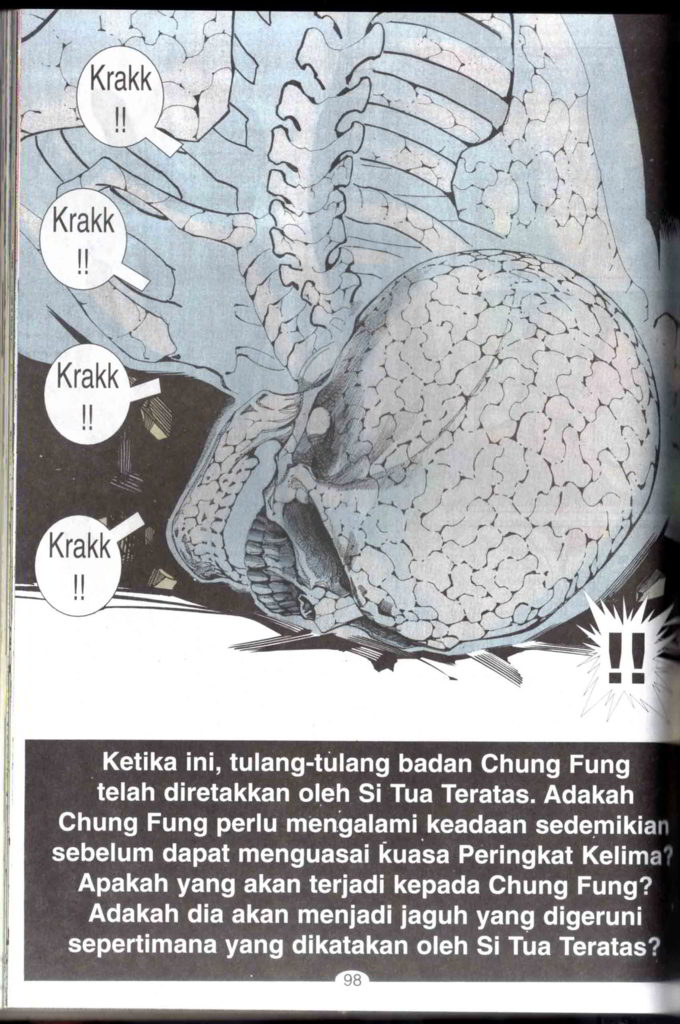 Krakk
!!
Krakk
!!
Krakk
!!
Krakk
!!
!!
Ketika ini, tulang-tulang badan Chung Fung
telah diretakkan oleh Si Tua Teratas. Adakah
Chung Fung perlu mengalami keadaan sedemikian
sebelum dapat menguasai kuasa Peringkat Kelima?
Apakah yang akan terjadi kepada Chung Fung?
Adakah dia akan menjadi jaguh yang digeruni
sepertimana yang dikatakan oleh Si Tua Teratas?
98